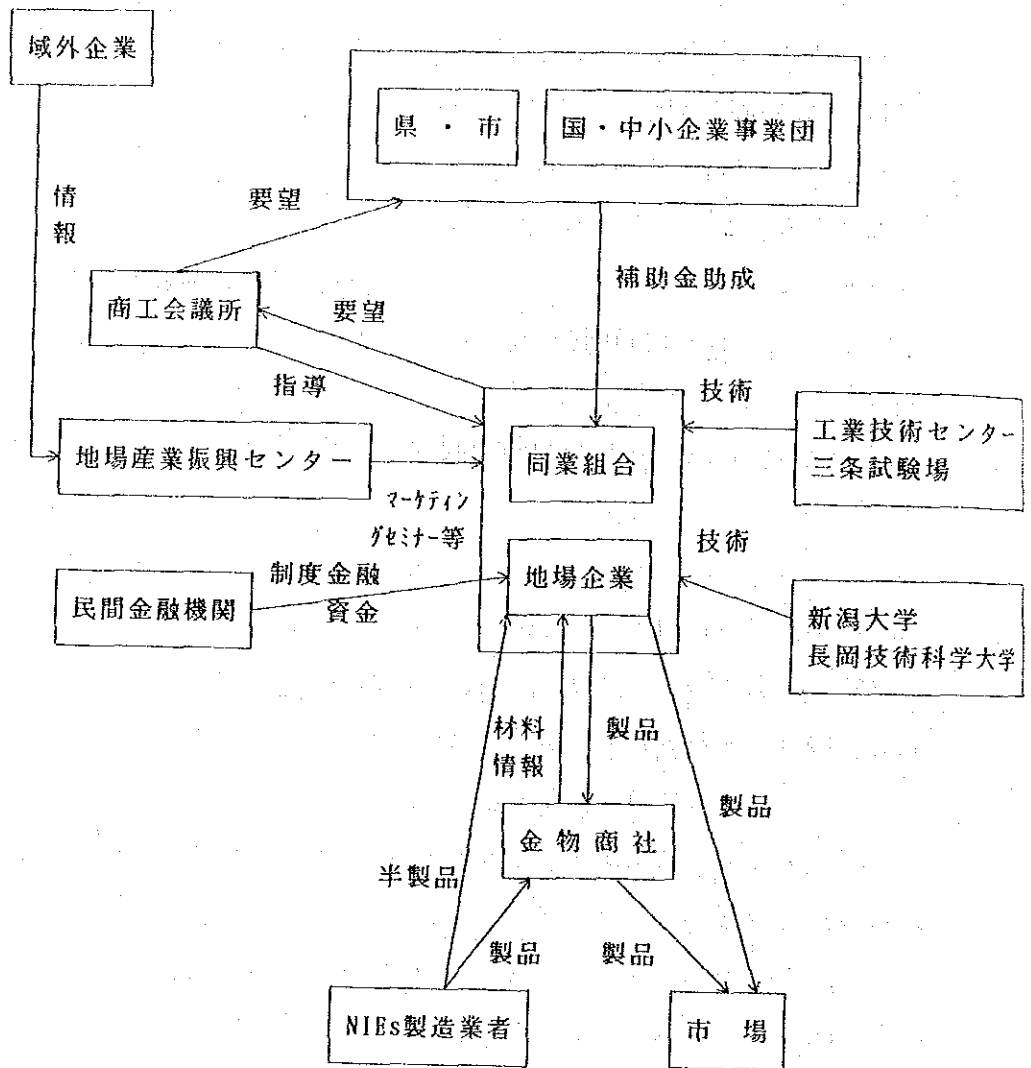 域外企業
県・市
国・中小企業事業団
情
報
要望
補助金助成
商工会議所
要望
指導
技術
工業技術センター
三条試験場
地場産業振興センター
同業組合
マーケティン
グセミナー等
技術
制度金融
資金
地場企業
民間金融機関
新潟大学
長岡技術科学大学
材料
情報
製品
製品
金物商社
半製品
製品
製品
NIEs製造業者
市場